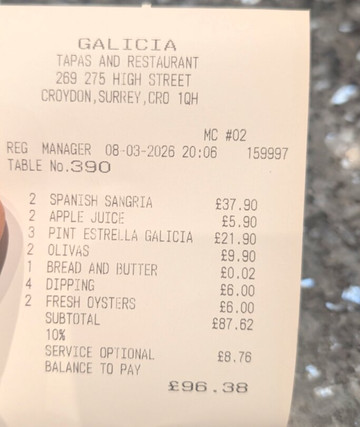 GALICIA
TAPAS AND RESTAURANT
269 275 HIGH STREET
CROYDON,SURREY,CR0 1QH
MC #02
REG MANAGER 08-03-2026 20:06 159997
TABLE No.390
2 SPANISH SANGRIA £37.90
2 APPLE JUICE £5.90
3 PINT ESTRELLA GALICIA £21.90
2 OLIVAS £9.90
1 BREAD AND BUTTER £0.02
4 DIPPING £6.00
2 FRESH OYSTERS £6.00
SUBTOTAL £87.62
10%
SERVICE OPTIONAL £8.76
BALANCE TO PAY
£96.38